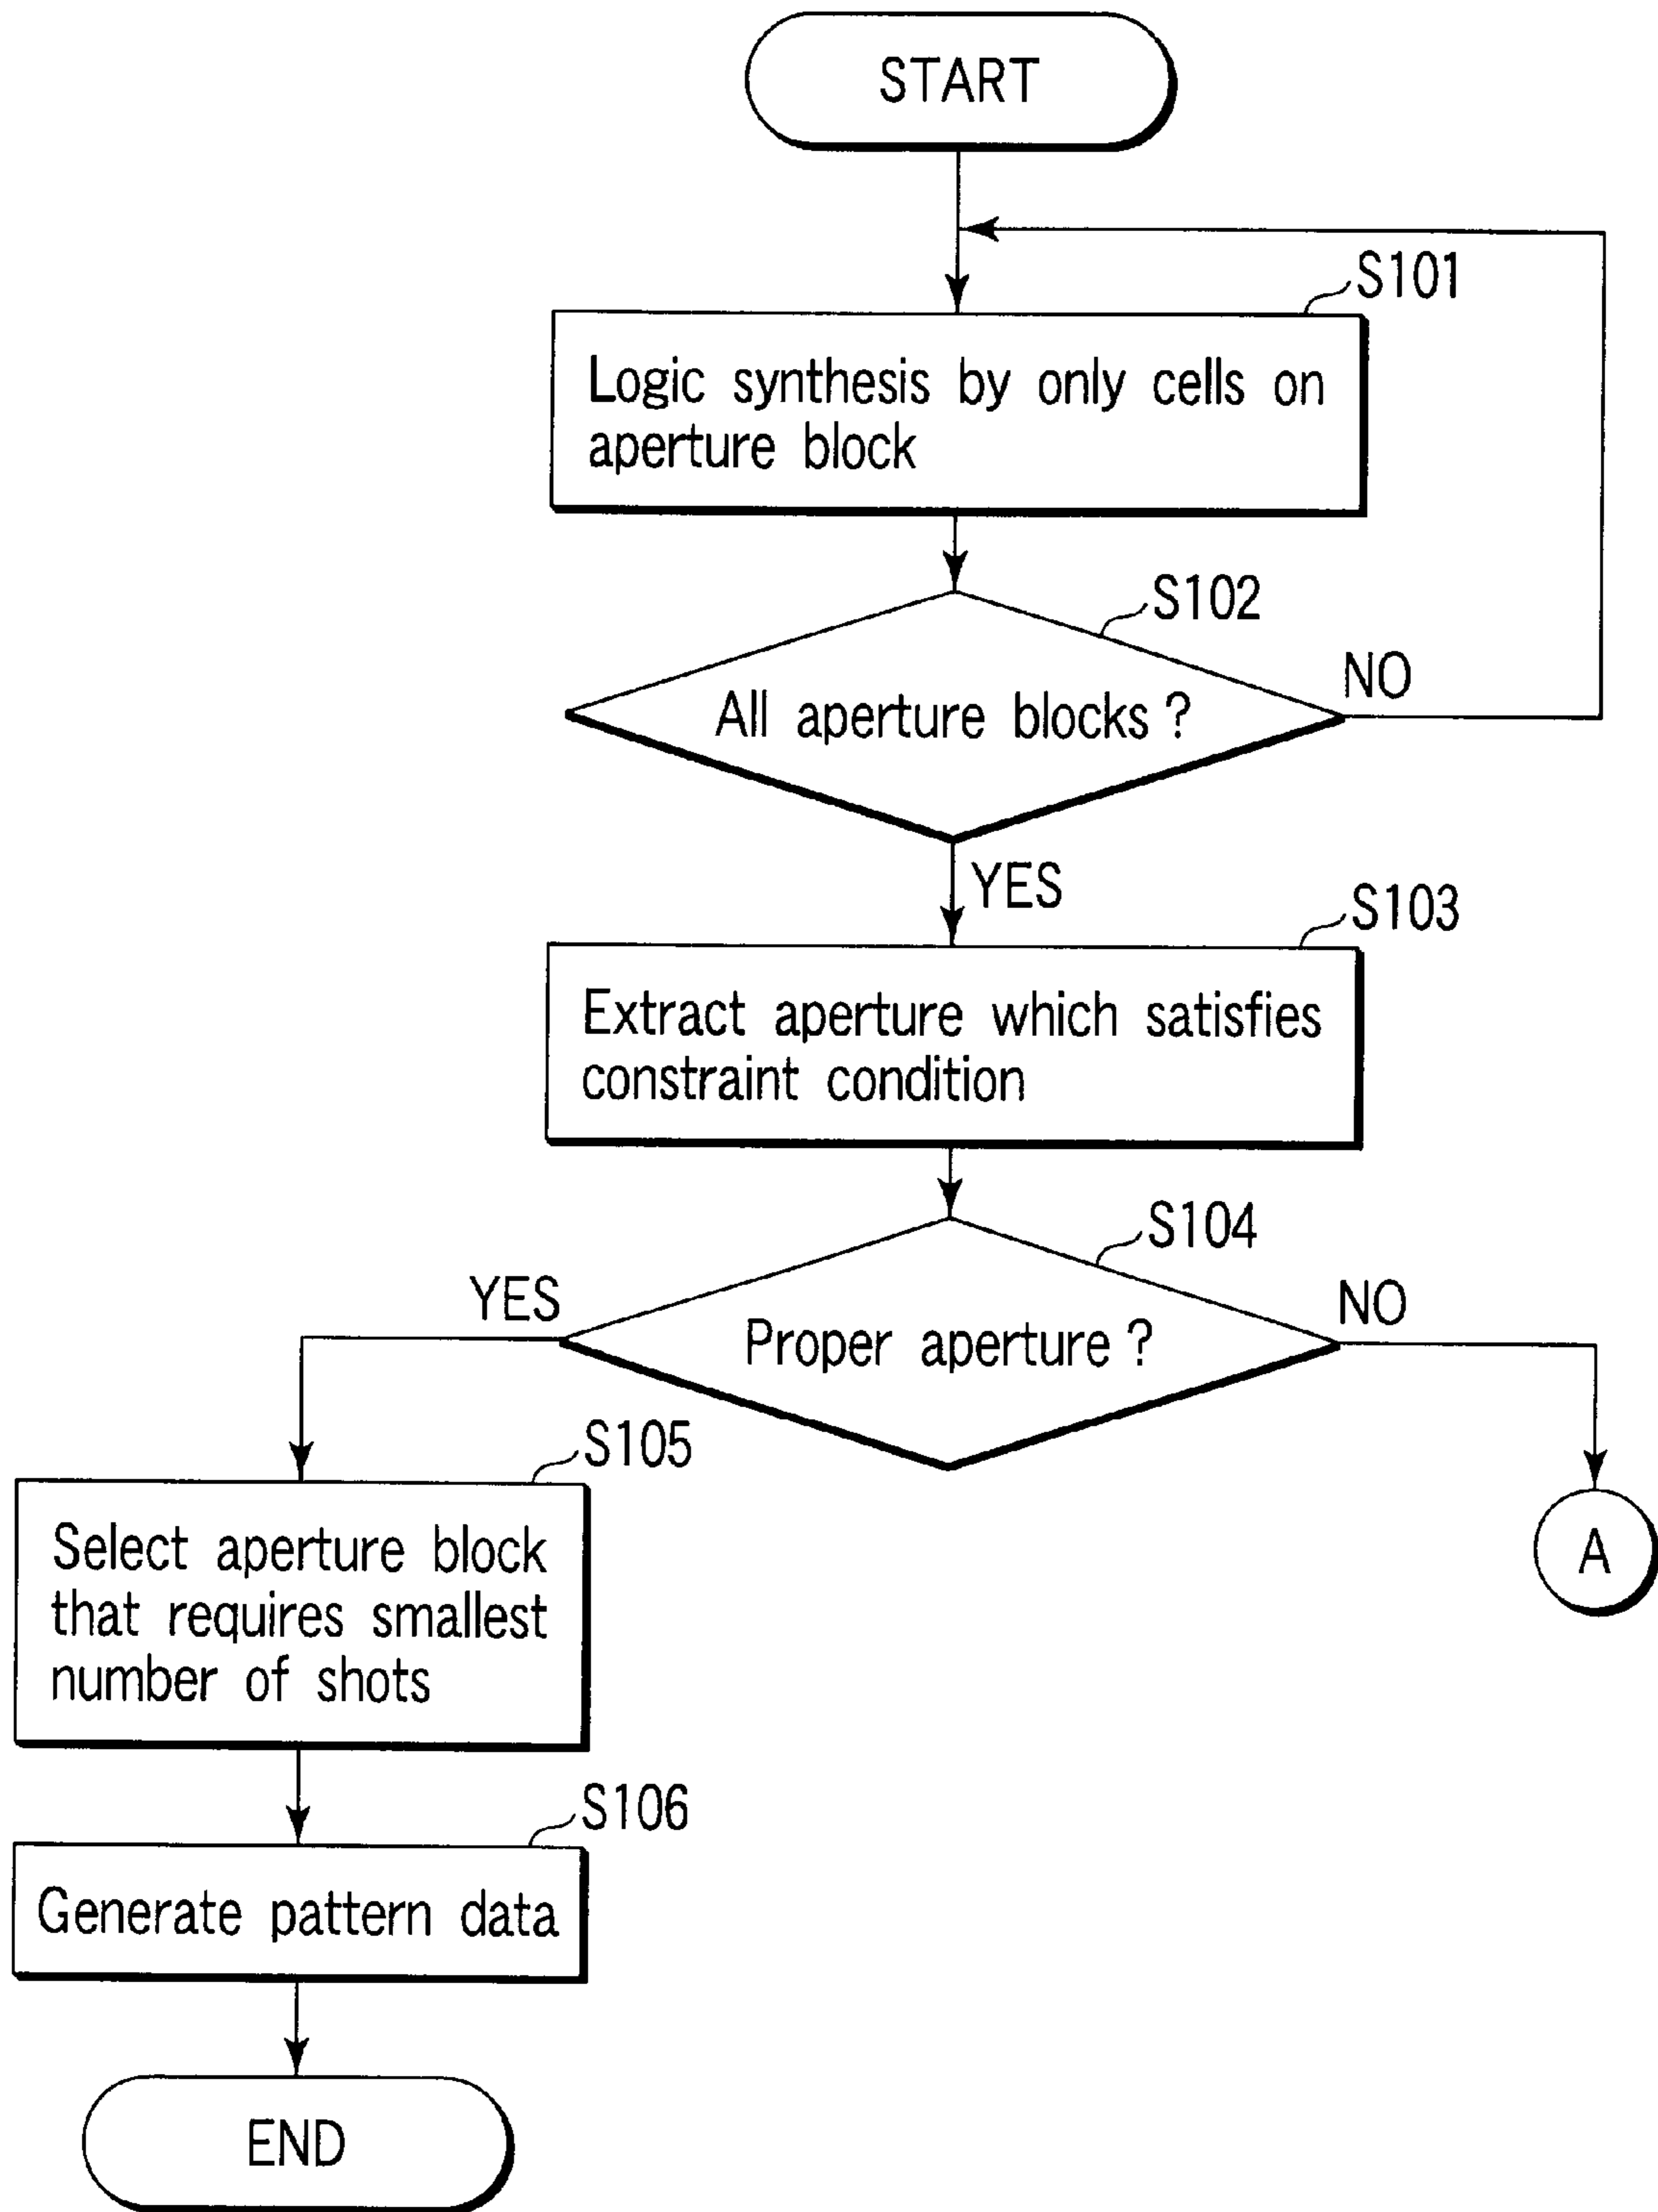 START
S101
Logic synthesis by only cells on
aperture block
S102
All aperture blocks ?
NO
YES
S103
Extract aperture which satisfies
constraint condition
S104
YES
Proper aperture ?
NO
S105
Select aperture block
that requires smallest
number of shots
A
S106
Generate pattern data
END